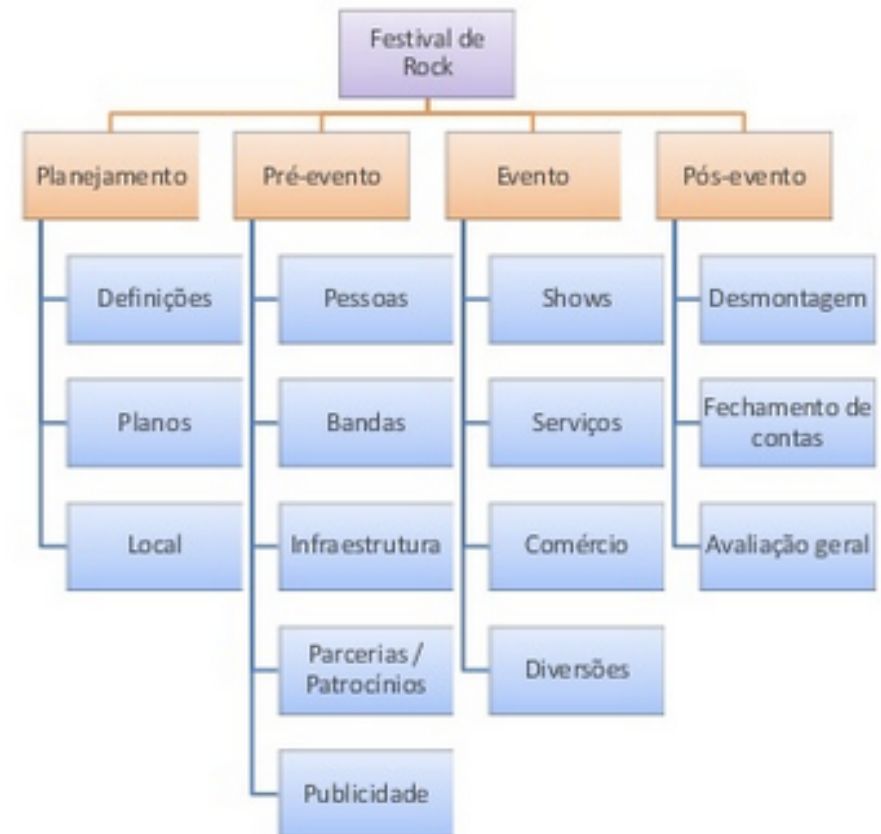 Festival de
Rock
Planejamento
Pré-evento
Evento
Pós-evento
Definições
Pessoas
Shows
Desmontagem
Planos
Bandas
Serviços
Fechamento de
contas
Local
Infraestrutura
Comércio
Avaliação geral
Parcerias /
Patrocínios
Diversões
Publicidade